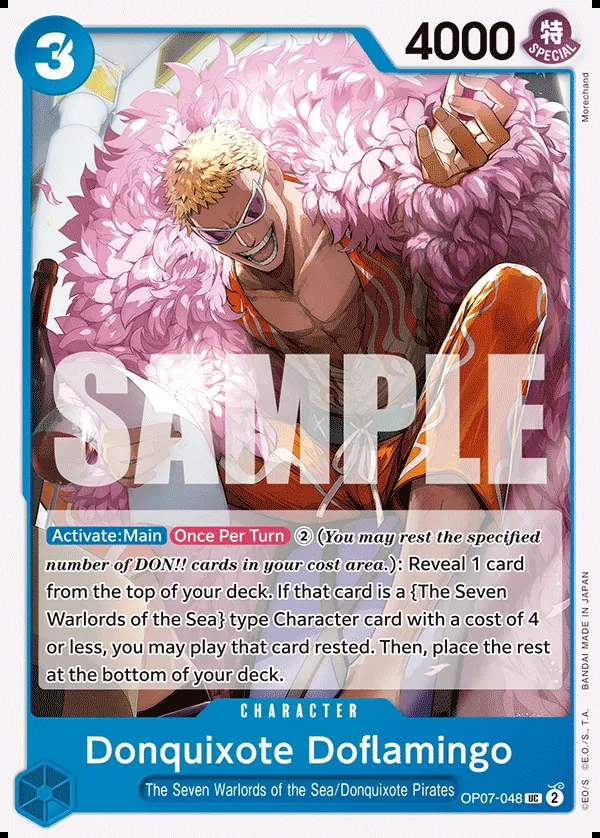 3
4000
特
SPECIAL
Morechand
SAMPLE
Activate:Main Once Per Turn ② (You may rest the specified
number of DON!! cards in your cost area.): Reveal 1 card
from the top of your deck. If that card is a {The Seven
Warlords of the Sea} type Character card with a cost of 4
or less, you may play that card rested. Then, place the rest
at the bottom of your deck.
CHARACTER
Donquixote Doflamingo
The Seven Warlords of the Sea/Donquixote Pirates
OP07-048 UC 2
©E.O/S ©E.O./S., T.A. BANDAI MADE IN JAPAN